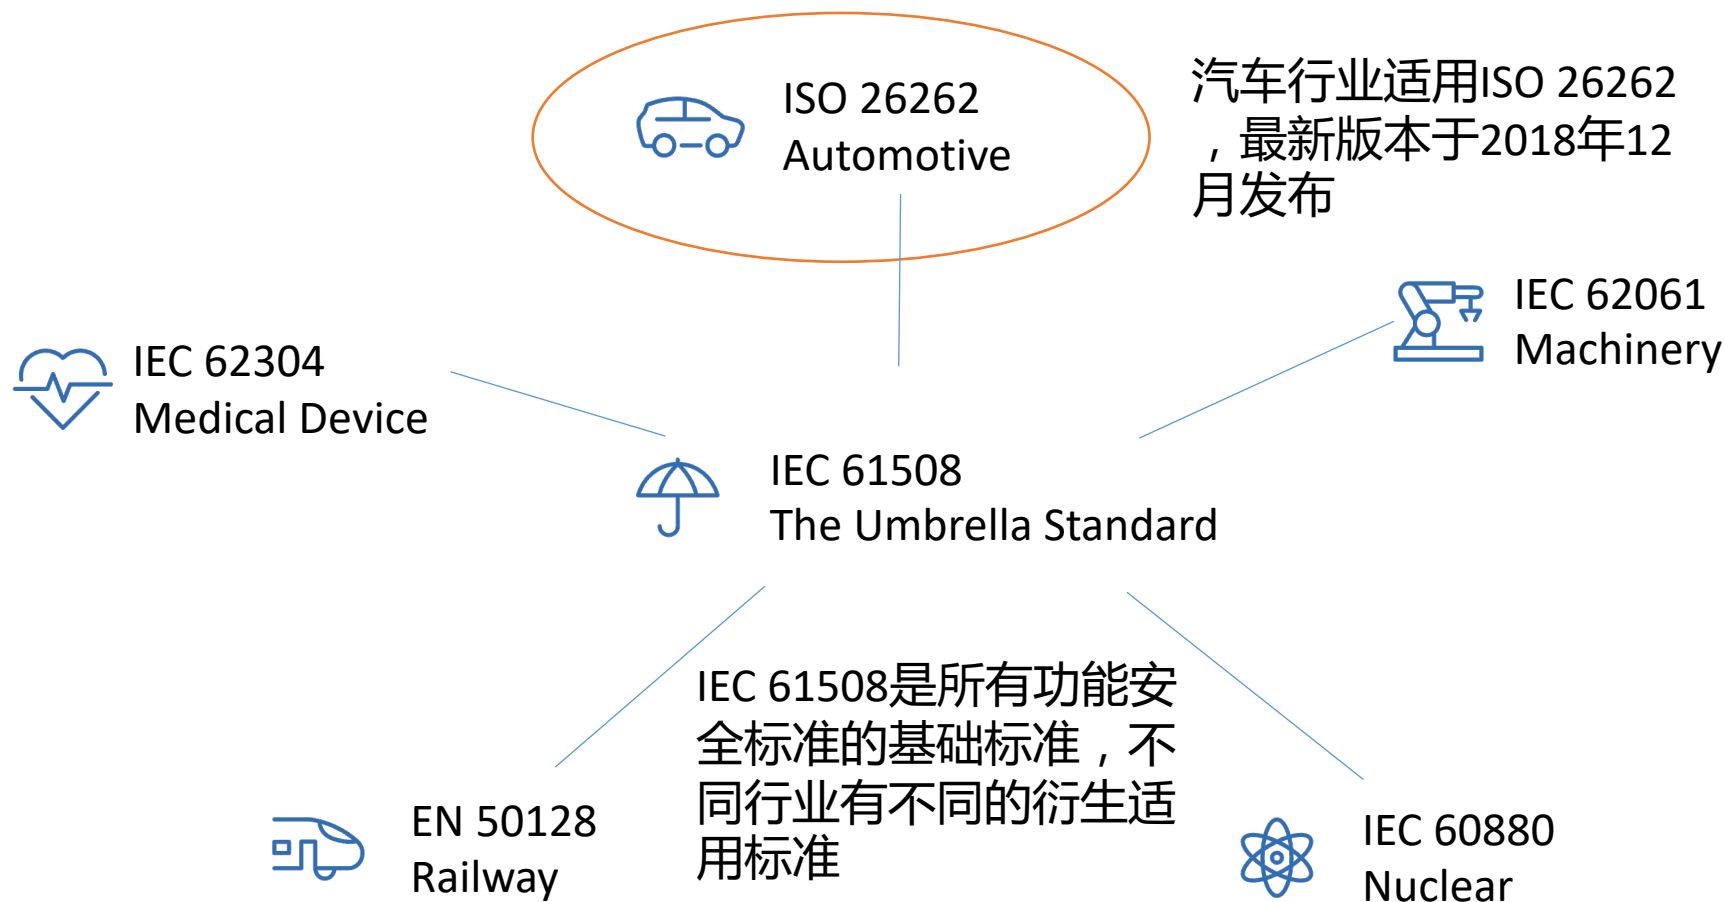 ISO 26262
Automotive
汽车行业适用ISO 26262
，最新版本于2018年12
月发布
IEC 62061
Machinery
IEC 62304
Medical Device
IEC 61508
The Umbrella Standard
IEC 61508是所有功能安
全标准的基础标准，不
同行业有不同的衍生适
用标准
EN 50128
Railway
IEC 60880
Nuclear